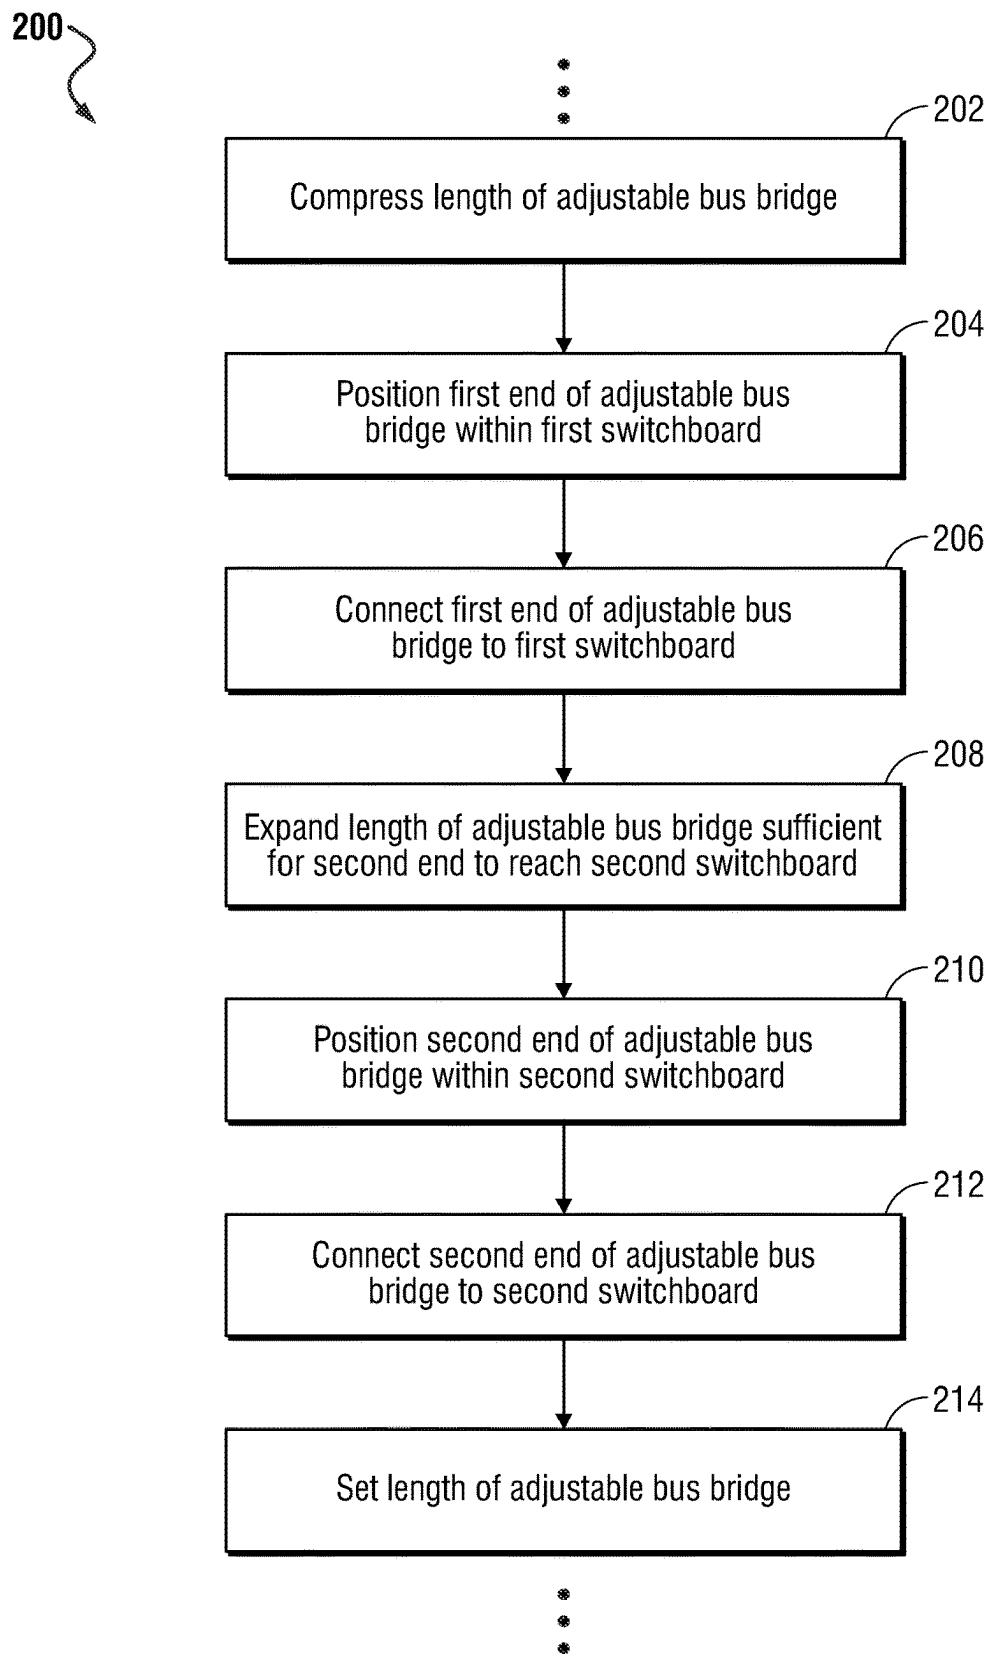 200
202
Compress length of adjustable bus bridge
204
Position first end of adjustable bus
bridge within first switchboard
206
Connect first end of adjustable bus
bridge to first switchboard
208
Expand length of adjustable bus bridge sufficient
for second end to reach second switchboard
210
Position second end of adjustable bus
bridge within second switchboard
212
Connect second end of adjustable bus
bridge to second switchboard
214
Set length of adjustable bus bridge